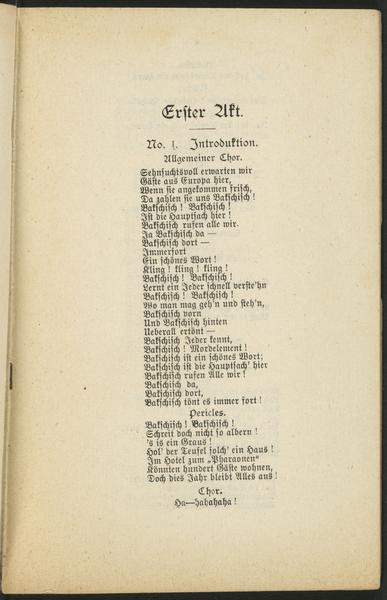 Erster Akt.
No. 1. Introduktion.
Allgemeiner Chor.
Sehnsuchtsvoll erwarten wir
Gäste aus Europa hier,
Wenn sie angekommen frisch,
Da zahlen sie uns Bakschisch!
Bakschisch! Bakschisch!
Ist die Hauptsach hier!
Bakschisch rufen alle wir.
Ja Bakschisch da —
Bakschisch dort —
Immerfort
Ein schönes Wort!
Kling! kling! kling!
Bakschisch! Bakschisch!
Lernt ein Jeder schnell versteh'n
Bakschisch! Bakschisch!
Wo man mag geh'n und steh'n,
Bakschisch vorn
Und Bakschisch hinten
Ueberall ertönt —
Bakschisch Jeder kennt,
Bakschisch! Mordelement!
Bakschisch ist ein schönes Wort;
Bakschisch ist die Hauptsach' hier
Bakschisch rufen Alle wir!
Bakschisch da,
Bakschisch dort,
Bakschisch tönt es immer fort!
Pericles.
Bakschisch! Bakschisch!
Schreit doch nicht so albern!
's is ein Graus!
Hol' der Teufel solch' ein Haus!
Im Hotel zum „Pharaonen“
Könnten hundert Gäste wohnen,
Doch dies Jahr bleibt Alles aus!
Chor.
Ha—hahahaha!